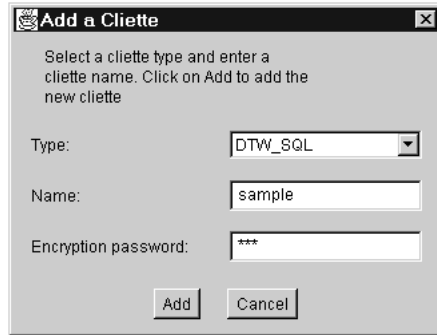 Add a Cliette
Select a cliette type and enter a
cliette name. Click on Add to add the
new cliette
Type:
DTW_SQL
Name:
sample
Encryption password:
***
Add
Cancel